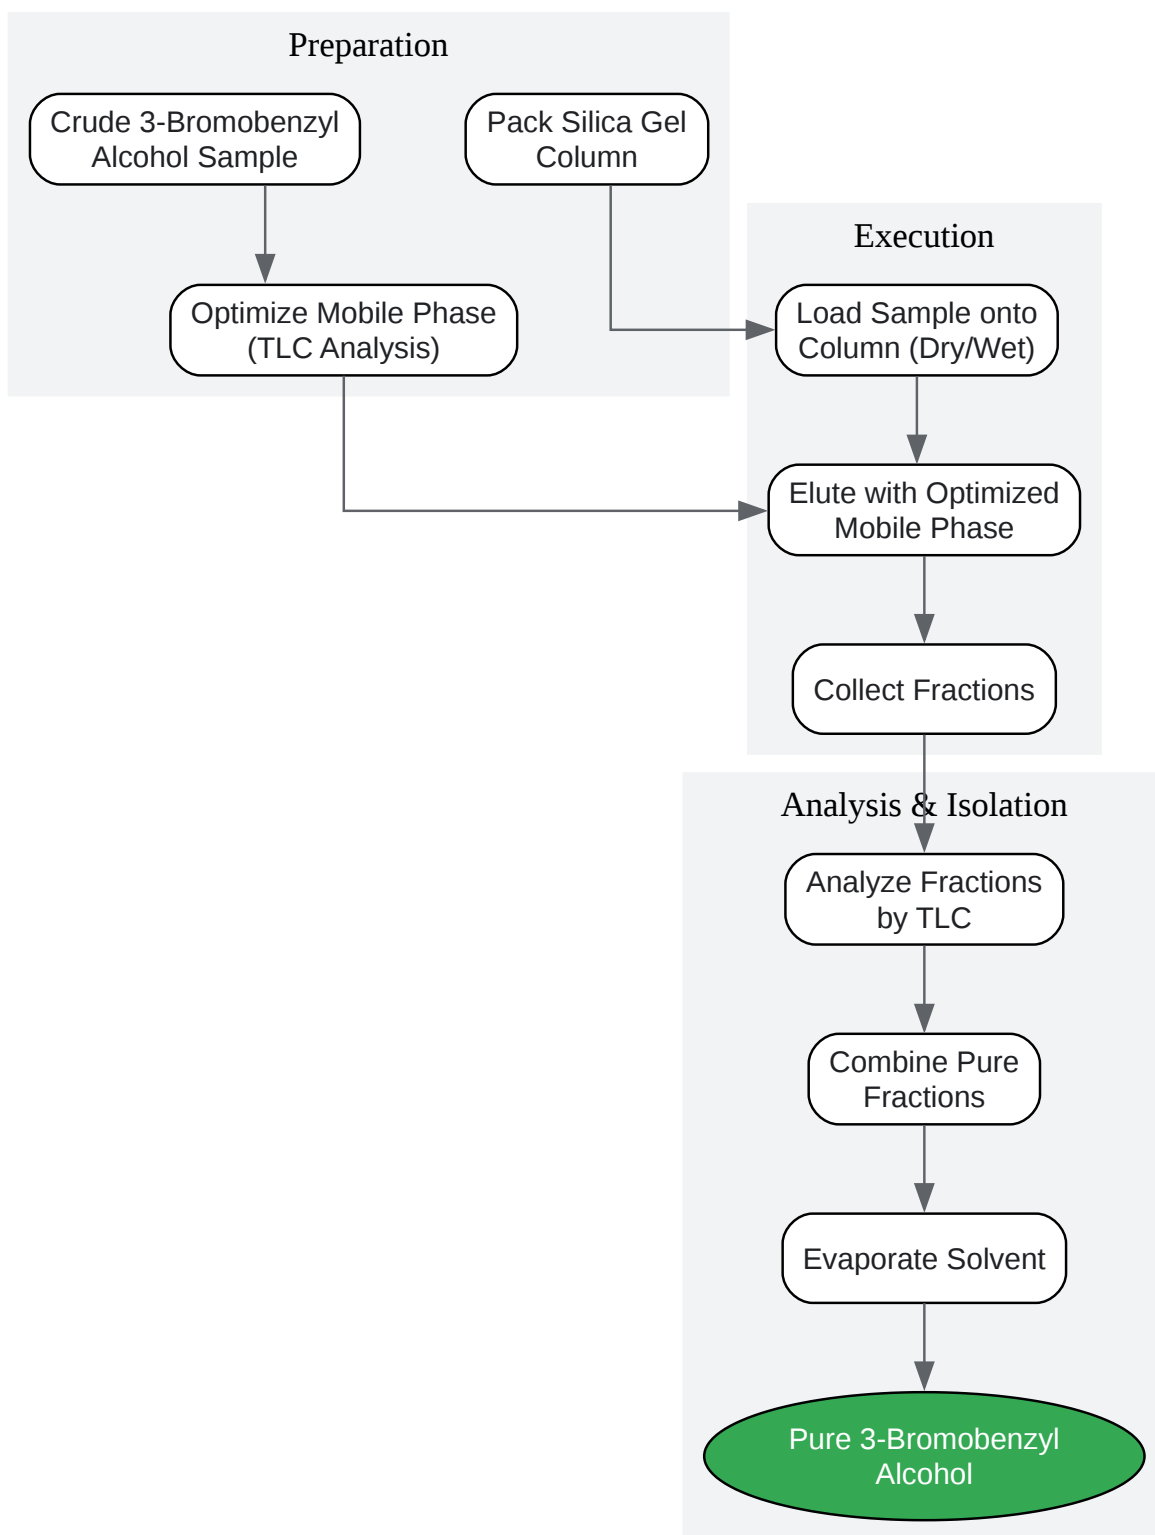 Preparation
Crude 3-Bromobenzyl
Alcohol Sample
Pack Silica Gel
Column
Optimize Mobile Phase
(TLC Analysis)
Execution
Load Sample onto
Column (Dry/Wet)
Elute with Optimized
Mobile Phase
Collect Fractions
Analysis & Isolation
Analyze Fractions
by TLC
Combine Pure
Fractions
Evaporate Solvent
Pure 3-Bromobenzyl
Alcohol